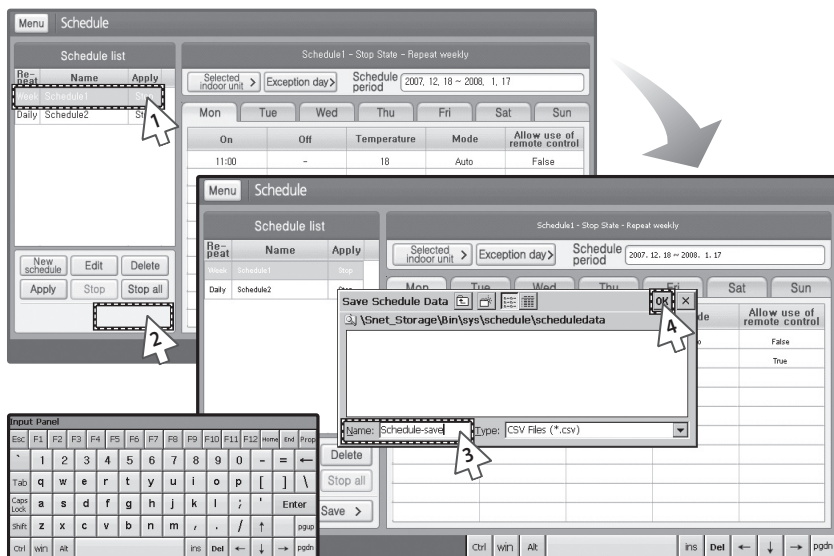 Menu Schedule
Schedule list
Re-peat Name Apply
Week Schedule1 Stop
Daily Schedule2
New schedule Edit Delete
Apply Stop Stop all
1
2
Schedule1 - Stop State - Repeat weekly
Selected indoor unit > Exception day> Schedule period 2007. 12. 18 ~ 2008. 1. 17
Mon Tue Wed Thu Fri Sat Sun
On Off Temperature Mode Allow use of remote control
11:00 - 18 Auto False
Menu Schedule
Schedule list
Re-peat Name Apply
Week Schedule1 Stop
Daily Schedule2 Stop
Schedule1 - Stop State - Repeat weekly
Selected indoor unit > Exception day> Schedule period 2007. 12. 18 ~ 2008. 1. 17
Mon Tue Wed Thu Fri Sat Sun
Allow use of remote control
False
True
Save Schedule Data OK ×
\Snet_Storage\Bin\sys\schedule\scheduledata
Name: Schedule-save Type: CSV Files (*.csv)
4
3
Delete
Stop all
Save >
Input Panel
Esc F1 F2 F3 F4 F5 F6 F7 F8 F9 F10 F11 F12 Home End Prop
` 1 2 3 4 5 6 7 8 9 0 - = ←
Tab q w e r t y u i o p [ ] \
Caps Lock a s d f g h j k l ; ' Enter
Shift z x c v b n m , . / ↑ pgup
Ctrl win Alt ins Del ← ↓ → pgdn
Ctrl win Alt ins Del ← ↓ → pgdn